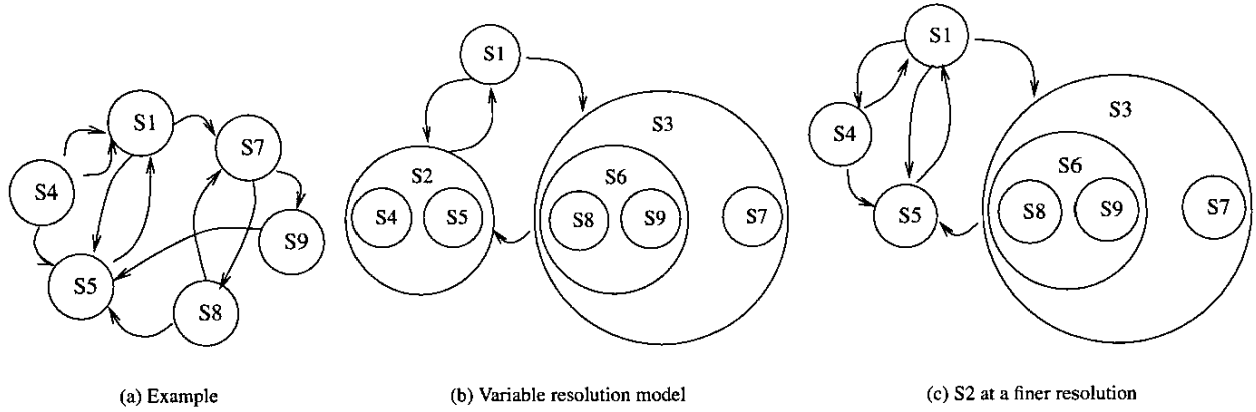 S1
S7
S4
S9
S5
S8
(a) Example
S1
S3
S2
S6
S4
S5
S8
S9
S7
(b) Variable resolution model
S1
S3
S4
S6
S5
S8
S9
S7
(c) S2 at a finer resolution